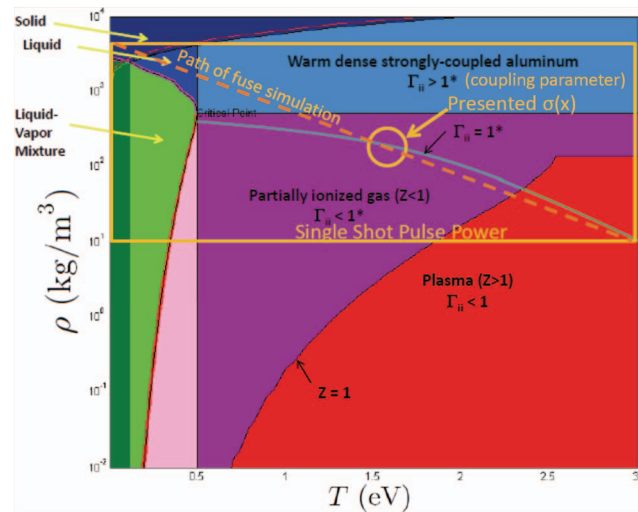 Solid
Liquid
Liquid-
Vapor
Mixture
Path of fuse simulation
Warm dense strongly-coupled aluminum
Γii > 1* (coupling parameter)
Critical Point
Presented σ(x)
Γii = 1*
Partially ionized gas (Z<1)
Γii < 1*
Single Shot Pulse Power
Plasma (Z>1)
Γii < 1
Z = 1
ρ (kg/m³)
10⁴
10³
10²
10¹
10⁰
10⁻¹
10⁻²
0.5
1
1.5
2
2.5
3
T (eV)